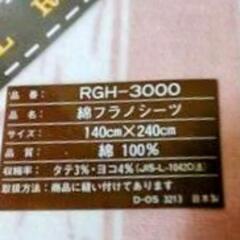 品番: RGH-3000
品名: 綿フラノシーツ
サイズ: 140cm×240cm
品質: 綿 100%
収縮率: タテ3%・ヨコ4% (JIS-L-1042D法)
取扱方法: 商品に縫い付けてあります
D-05 3213 日本製